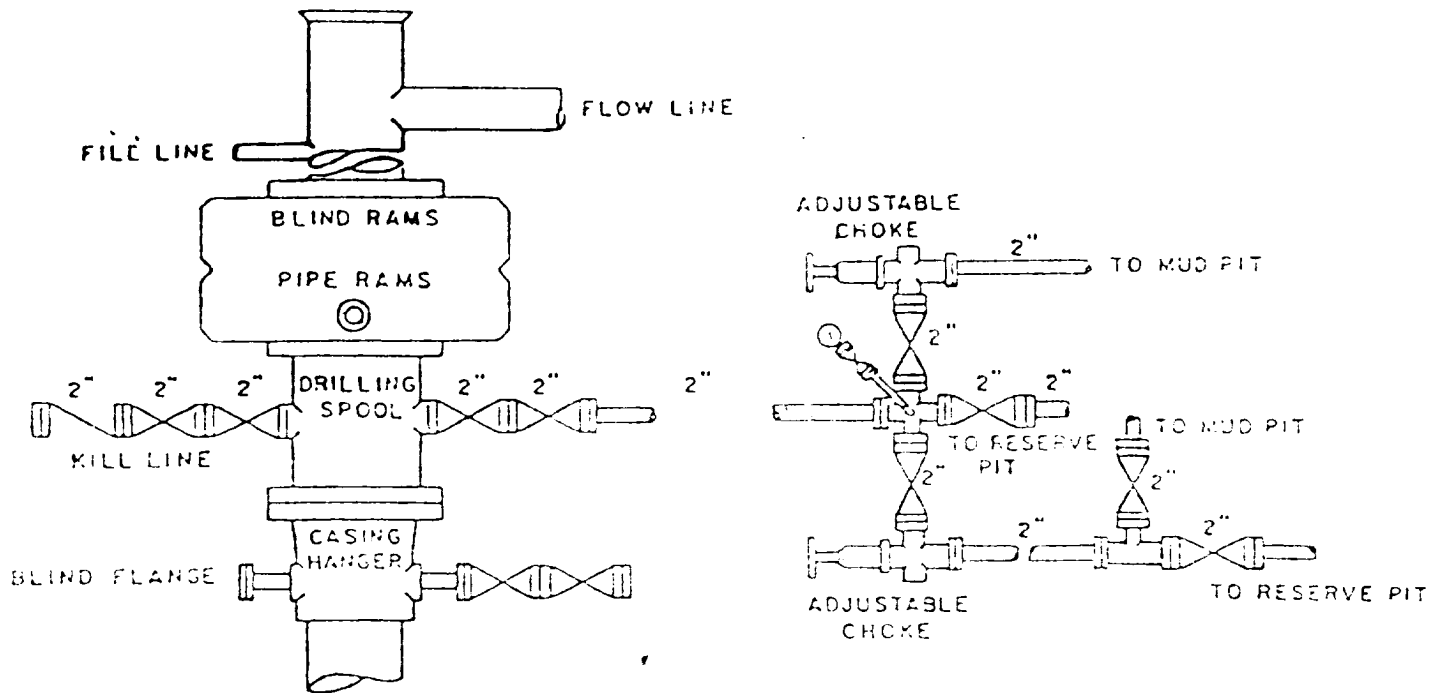 FLOW LINE
FILL LINE
BLIND RAMS
PIPE RAMS
2" 2" 2" DRILLING 2" 2" 2"
SPOOL
KILL LINE
CASING
HANGER
BLIND FLANGE
ADJUSTABLE
CHOKE
2"
TO MUD PIT
2"
2" 2"
TO RESERVE
PIT
TO MUD PIT
2"
2"
2" 2"
TO RESERVE PIT
ADJUSTABLE
CHOKE